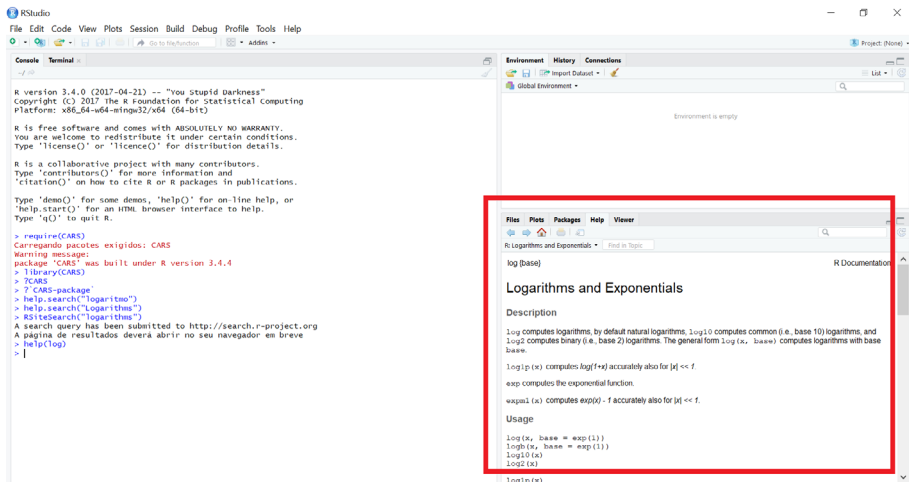 RStudio
File Edit Code View Plots Session Build Debug Profile Tools Help
Go to file/function Addins Project: (None)
Console Terminal
R version 3.4.0 (2017-04-21) -- "You Stupid Darkness"
Copyright (C) 2017 The R Foundation for Statistical Computing
Platform: x86_64-w64-mingw32/x64 (64-bit)
R is free software and comes with ABSOLUTELY NO WARRANTY.
You are welcome to redistribute it under certain conditions.
Type 'license()' or 'licence()' for distribution details.
R is a collaborative project with many contributors.
Type 'contributors()' for more information and
'citation()' on how to cite R or R packages in publications.
Type 'demo()' for some demos, 'help()' for on-line help, or
'help.start()' for an HTML browser interface to help.
Type 'q()' to quit R.
> require(CARS)
Carregando pacotes exigidos: CARS
Warning message:
package 'CARS' was built under R version 3.4.4
> library(CARS)
> ?CARS
> ?`CARS-package`
> help.search("logaritmo")
> help.search("Logarithms")
> RSiteSearch("logarithms")
A search query has been submitted to http://search.r-project.org
A página de resultados deverá abrir no seu navegador em breve
> help(log)
>
Environment History Connections
Import Dataset List
Global Environment
Environment is empty
Files Plots Packages Help Viewer
R: Logarithms and Exponentials Find in Topic
log {base} R Documentation
Logarithms and Exponentials
Description
log computes logarithms, by default natural logarithms, log10 computes common (i.e., base 10) logarithms, and
log2 computes binary (i.e., base 2) logarithms. The general form log(x, base) computes logarithms with base
base.
log1p(x) computes log(1+x) accurately also for |x| << 1.
exp computes the exponential function.
expm1(x) computes exp(x) - 1 accurately also for |x| << 1.
Usage
log(x, base = exp(1))
logb(x, base = exp(1))
log10(x)
log2(x)
log1p(x)